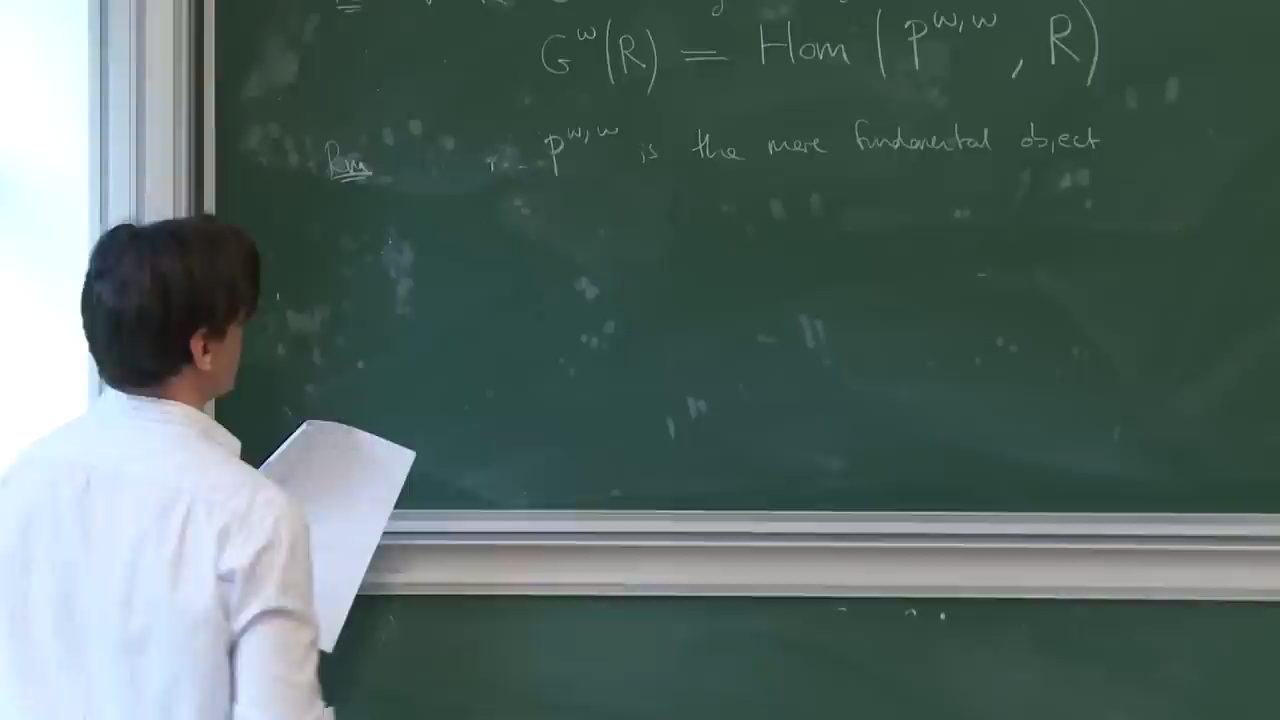 G^w(R) = Hom(P^{w,w}, R)
Rm P^{w,w} is the more fundamental object